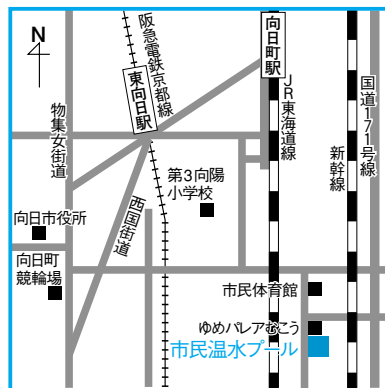 N
阪急電鉄京都線
東向日駅
向日町駅
JR東海道線
国道171号線
新幹線
物集女街道
第3向陽
小学校
西国街道
向日市役所
向日町
競輪場
市民体育館
ゆめパレアむこう
市民温水プール